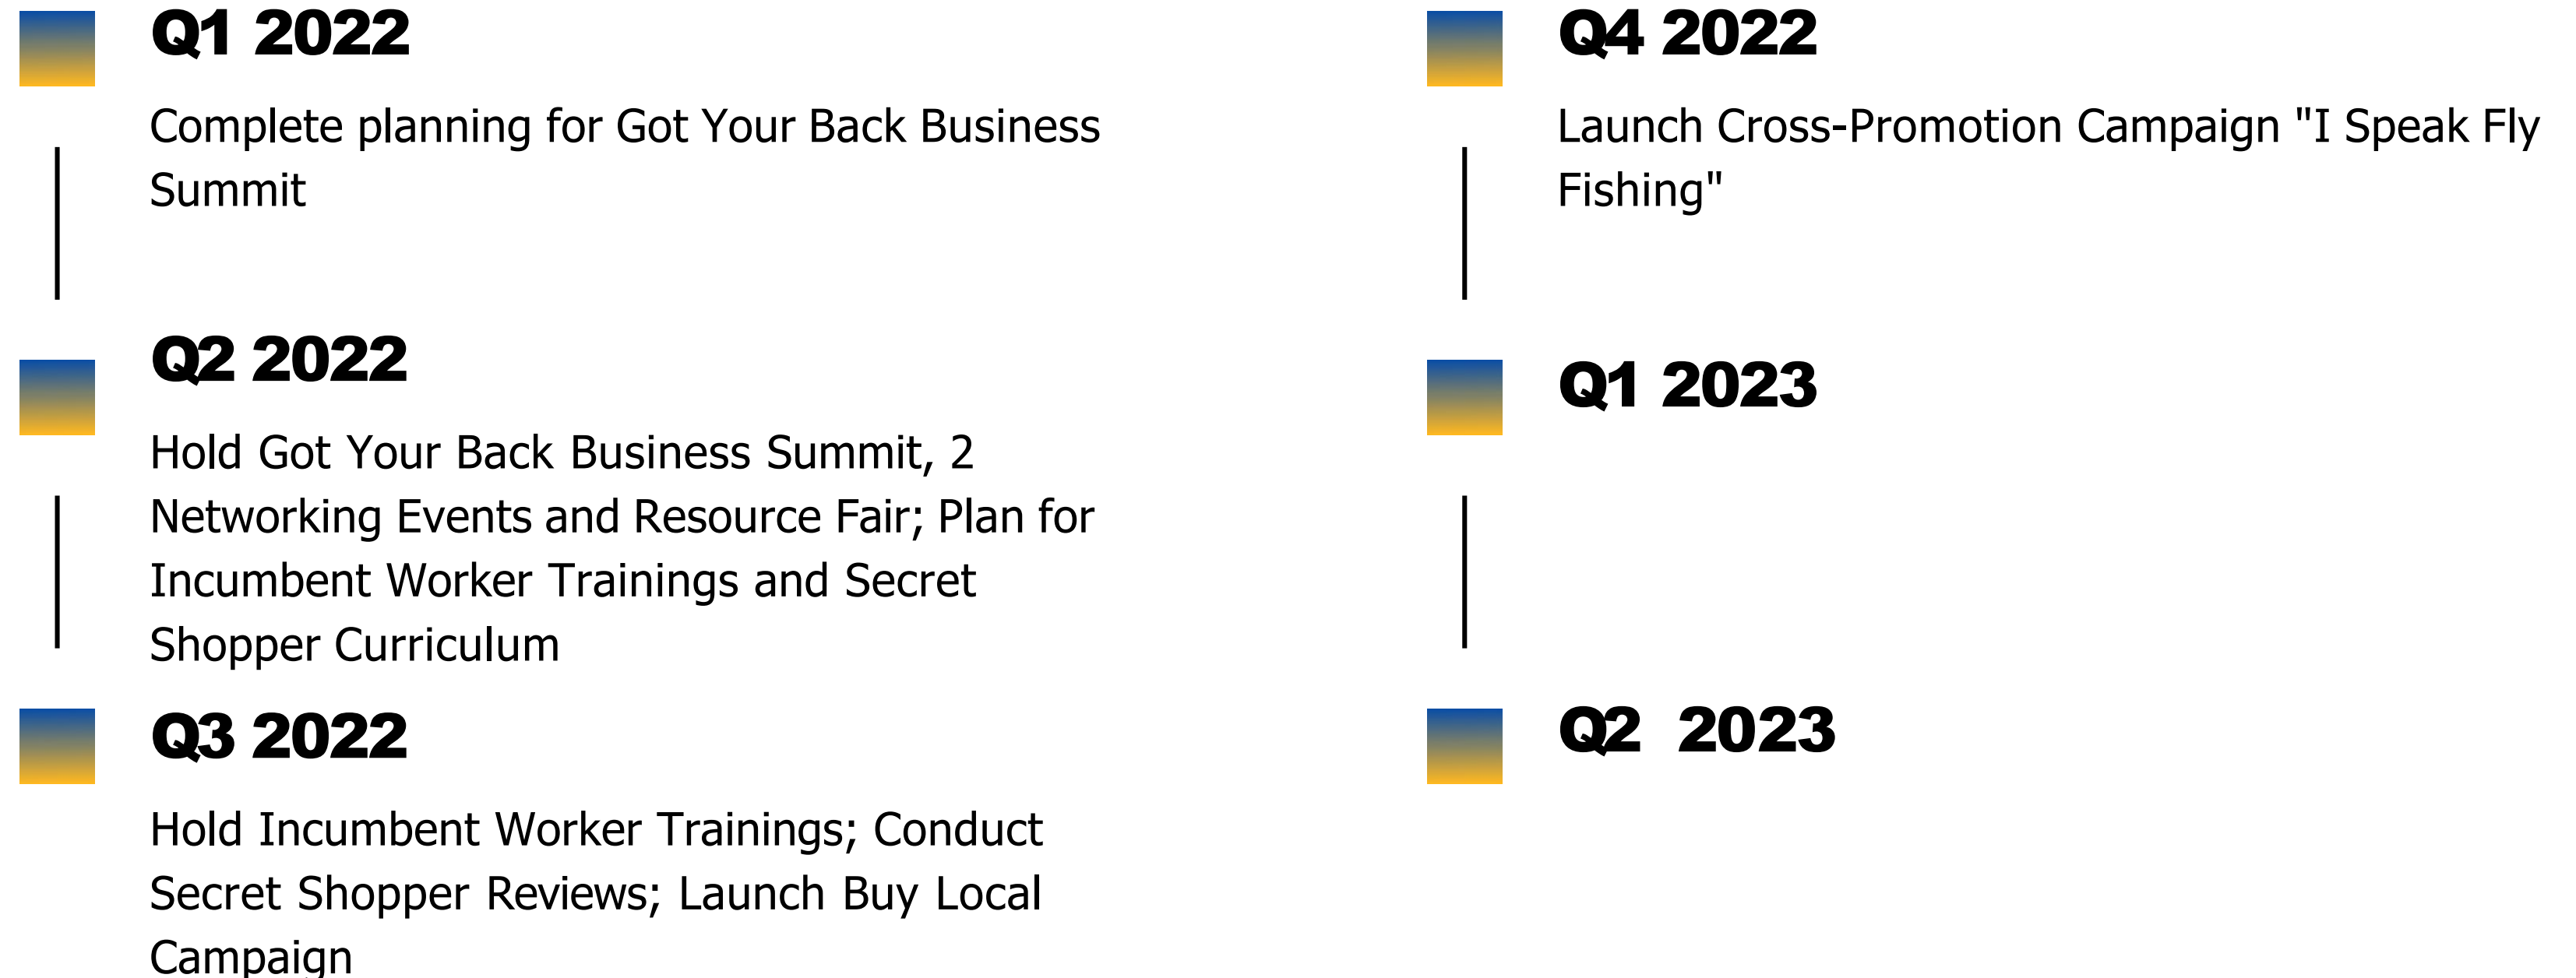 Q1 2022
Complete planning for Got Your Back Business
Summit
Q2 2022
Hold Got Your Back Business Summit, 2
Networking Events and Resource Fair; Plan for
Incumbent Worker Trainings and Secret
Shopper Curriculum
Q3 2022
Hold Incumbent Worker Trainings; Conduct
Secret Shopper Reviews; Launch Buy Local
Campaign
Q4 2022
Launch Cross-Promotion Campaign "I Speak Fly
Fishing"
Q1 2023
Q2 2023